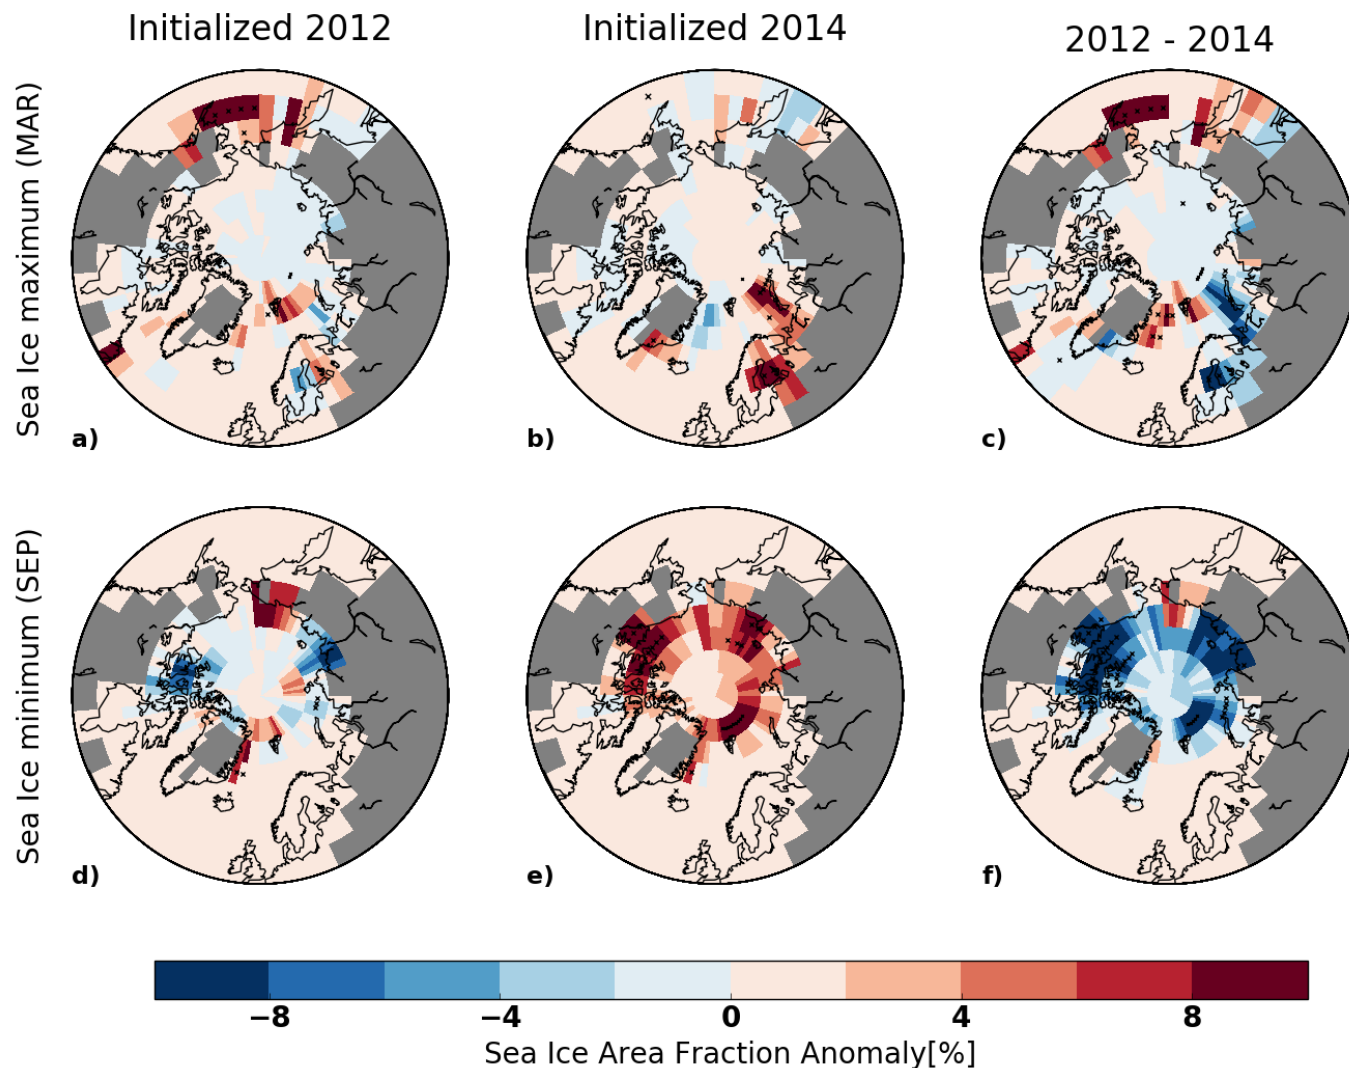 Initialized 2012
Initialized 2014
2012 - 2014
Sea Ice maximum (MAR)
a)
b)
c)
Sea Ice minimum (SEP)
d)
e)
f)
−8
−4
0
4
8
Sea Ice Area Fraction Anomaly[%]